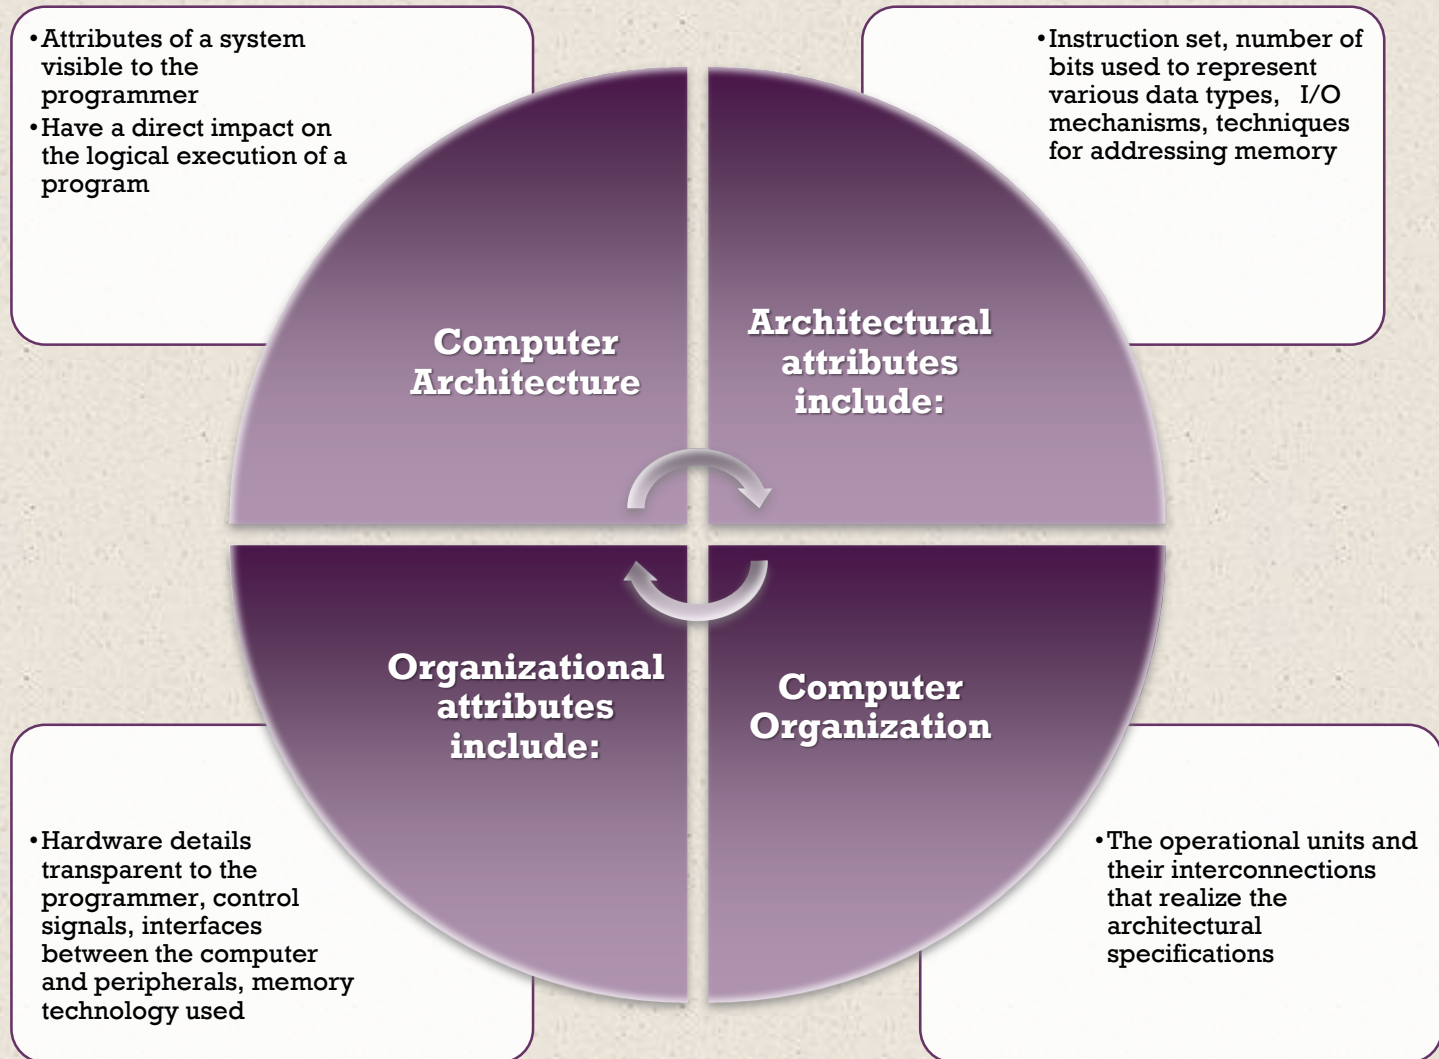 •Attributes of a system
visible to the
programmer
•Have a direct impact on
the logical execution of a
program
•Instruction set, number of
bits used to represent
various data types, I/O
mechanisms, techniques
for addressing memory
Computer
Architecture
Architectural
attributes
include:
Organizational
attributes
include:
Computer
Organization
•Hardware details
transparent to the
programmer, control
signals, interfaces
between the computer
and peripherals, memory
technology used
•The operational units and
their interconnections
that realize the
architectural
specifications